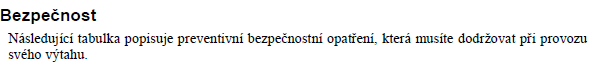 Bezpečnost
Následující tabulka popisuje preventivní bezpečnostní opatření, která musíte dodržovat při provozu
svého výtahu.